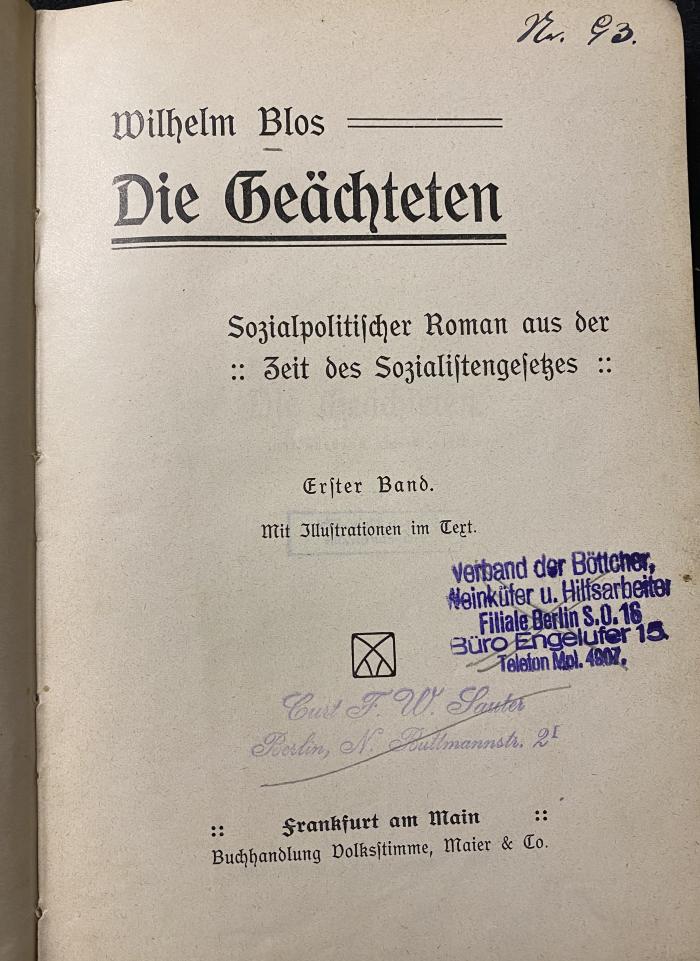 Nr. 93.
Wilhelm Blos
Die Geächteten
Sozialpolitischer Roman aus der
:: Zeit des Sozialistengesetzes ::
Erster Band.
Mit Illustrationen im Text.
Verband der Böttcher,
Weinküfer u. Hilfsarbeiter
Filiale Berlin S.O. 16
Büro Engelufer 15.
Telefon Mpl. 4907.
Curt F. W. Sauter
Berlin, N. Buttmannstr. 2 I
:: Frankfurt am Main ::
Buchhandlung Volksstimme, Maier & Co.